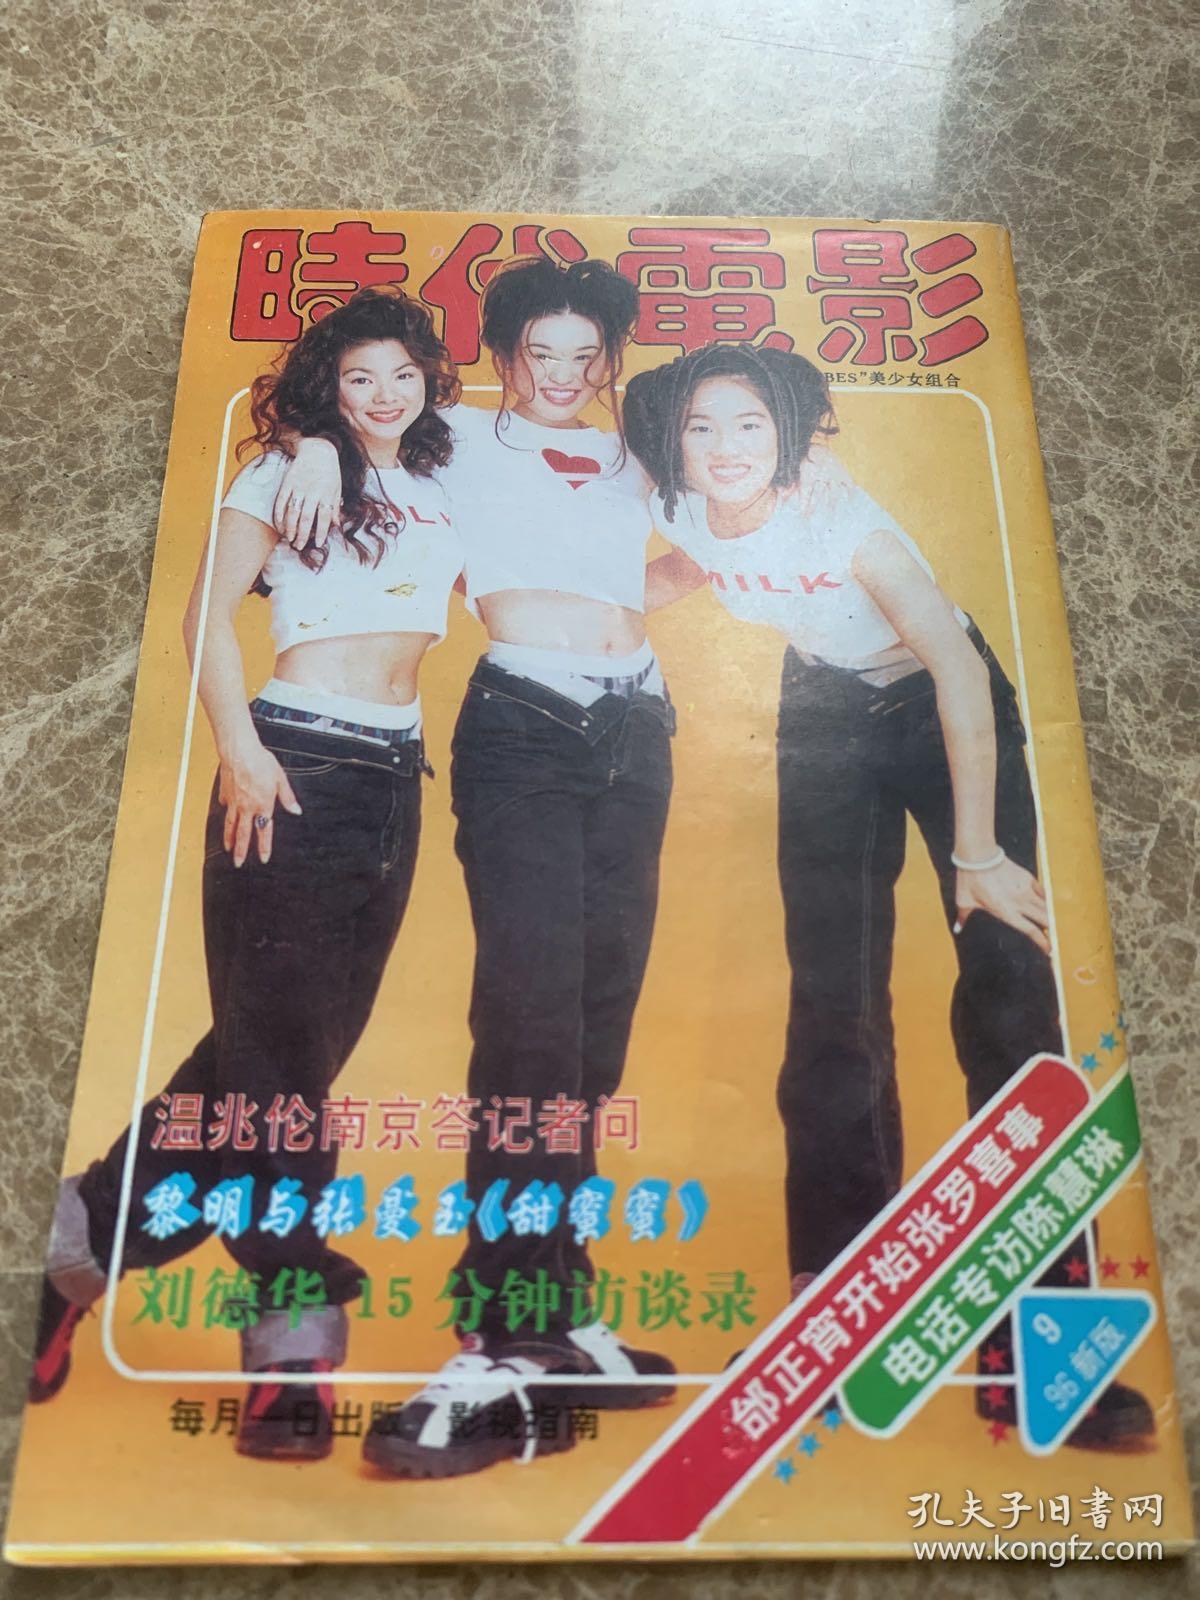 時代電影
BES”美少女组合
MILK
MILK
温兆伦南京答记者问
黎明与张曼玉《甜蜜蜜》
刘德华15分钟访谈录
邰正宵开始张罗喜事
电话专访陈慧琳
9
96新版
每月一日出版 影视指南
孔夫子旧书网
www.kongfz.com